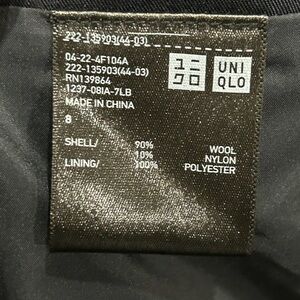 222-135903(44-03)
04-22-4F104A
222-135903(44-03)
RN139864
1237-08IA-7LB
MADE IN CHINA
8
SHELL/ 90% WOOL
10% NYLON
LINING/ 100% POLYESTER
ユニ
クロ
UNI
QLO